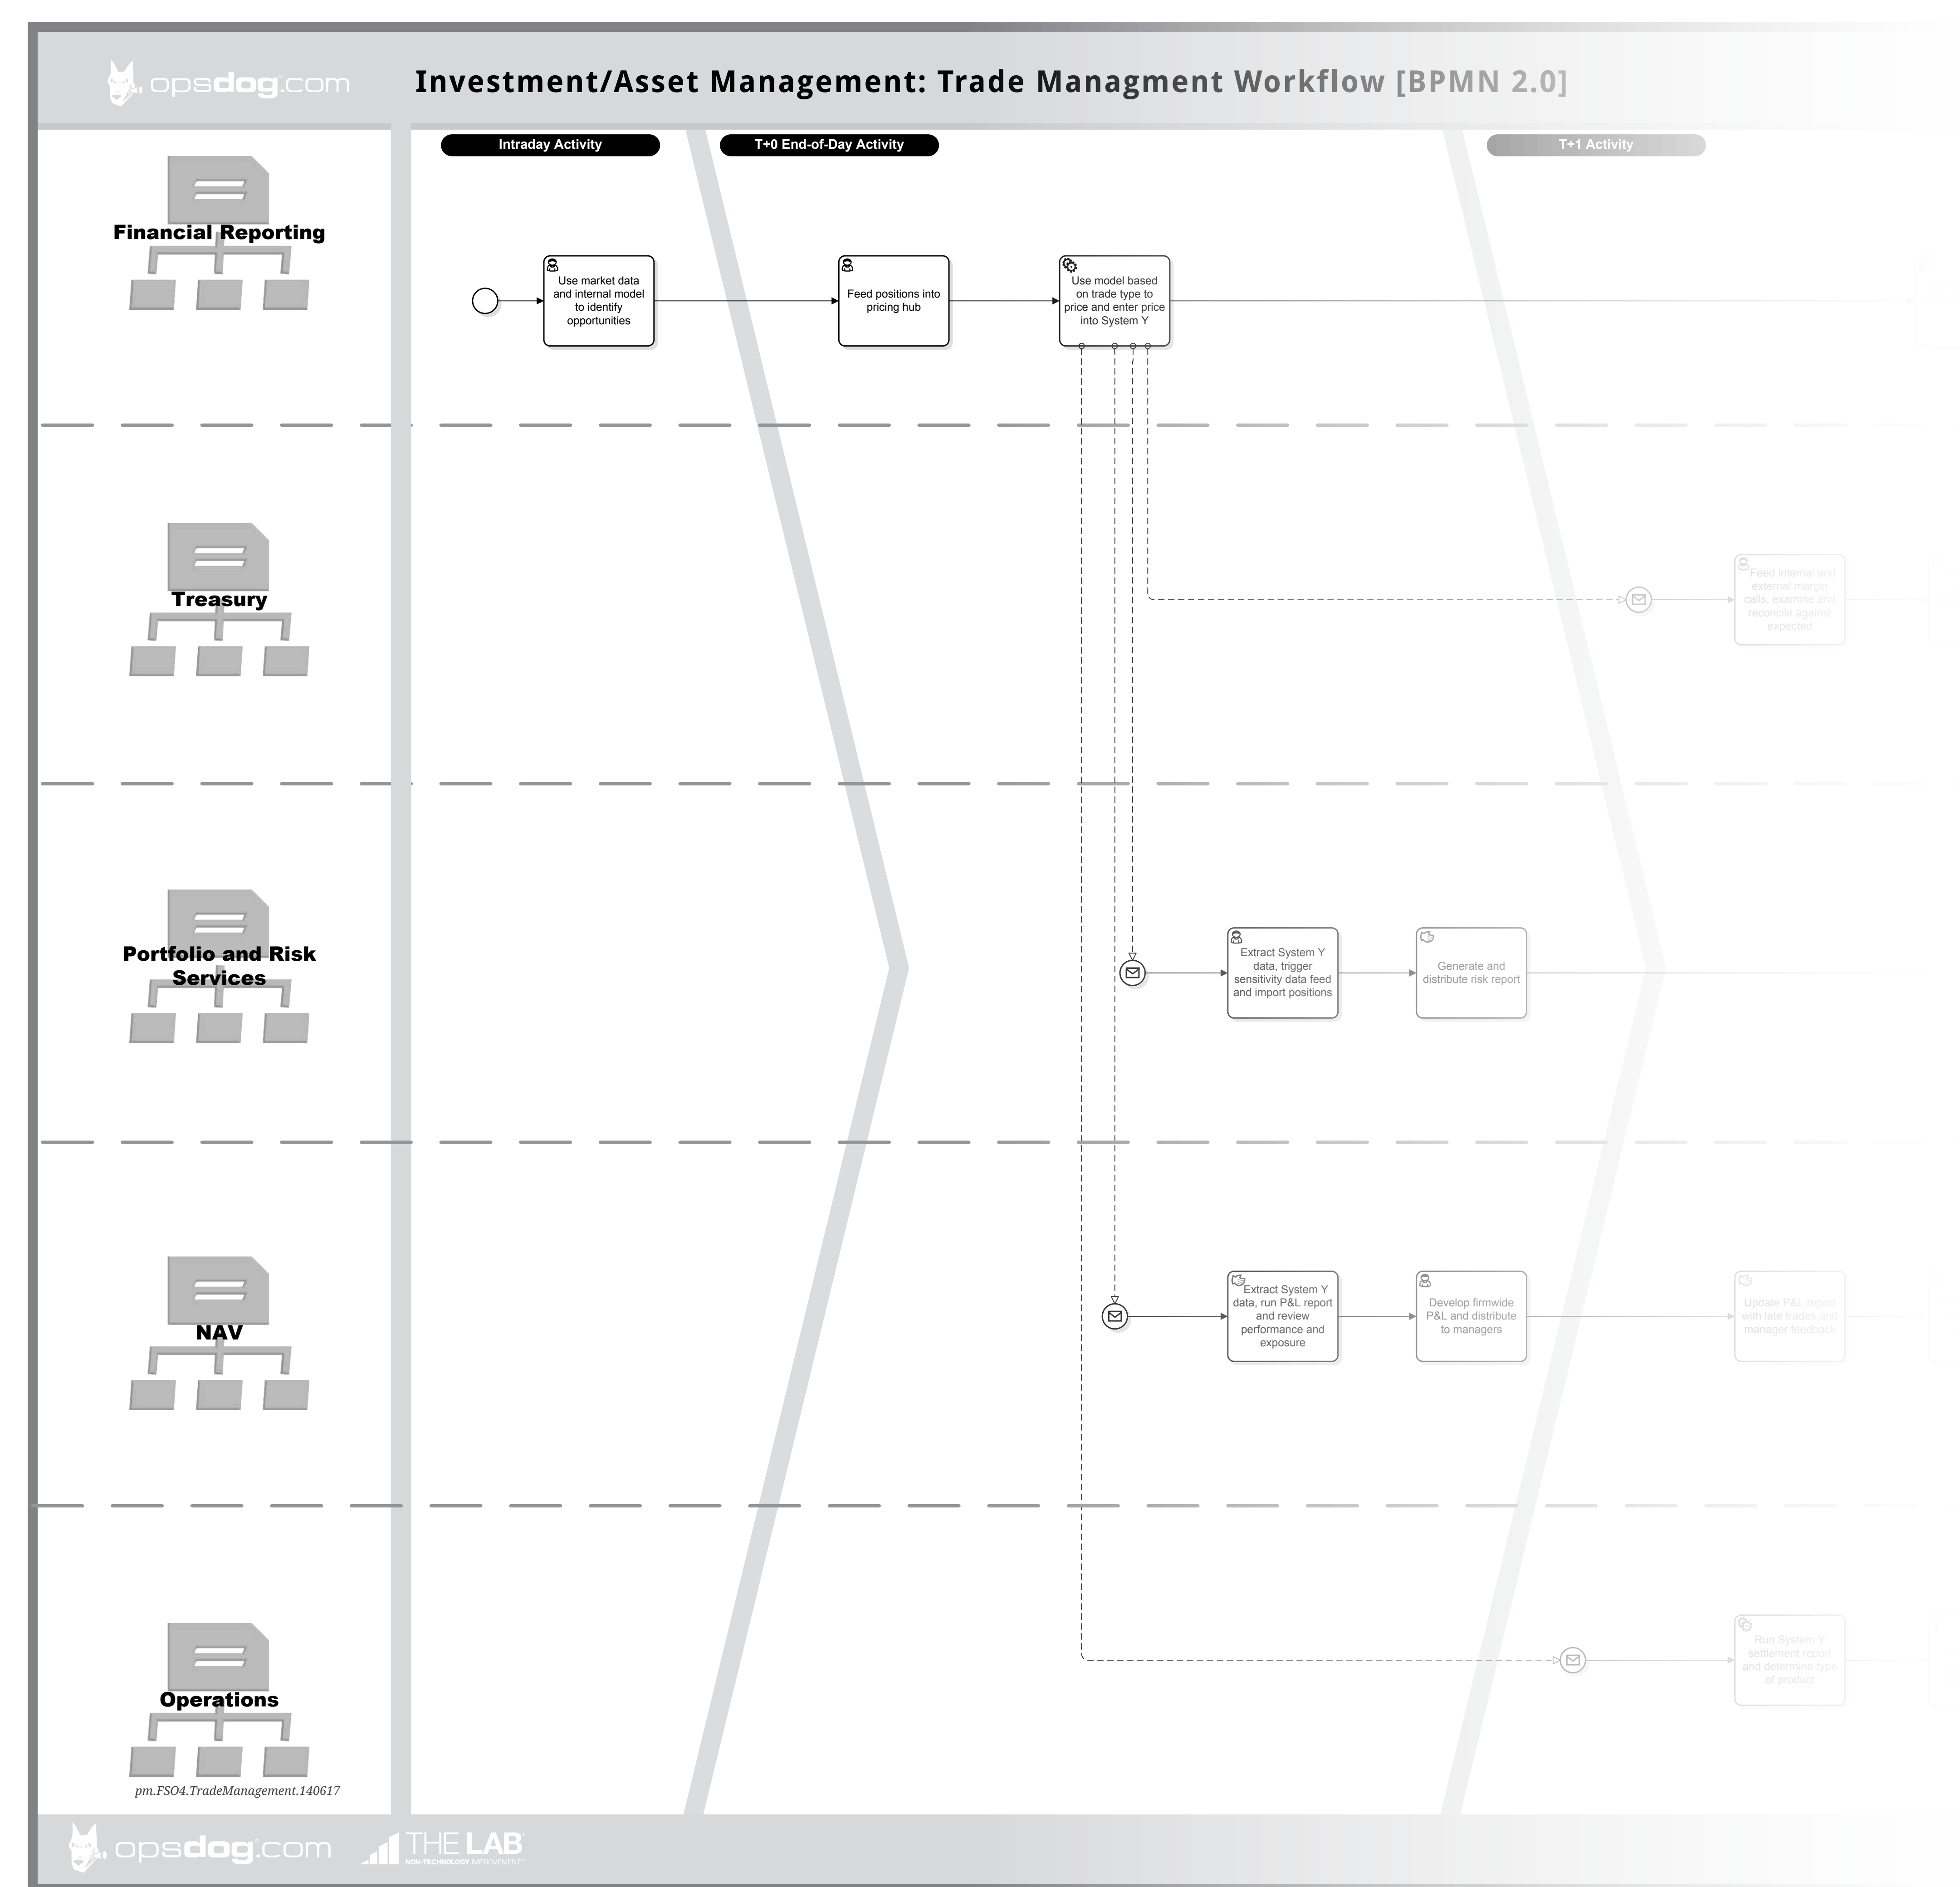 opsdog.com
Investment/Asset Management: Trade Managment Workflow [BPMN 2.0]
Intraday Activity
T+0 End-of-Day Activity
T+1 Activity
Financial Reporting
Use market data
and internal model
to identify
opportunities
Feed positions into
pricing hub
Use model based
on trade type to
price and enter price
into System Y
Treasury
Feed internal and
external margin
calls, examine and
reconcile against
expected
Portfolio and Risk
Services
Extract System Y
data, trigger
sensitivity data feed
and import positions
Generate and
distribute risk report
NAV
Extract System Y
data, run P&L report
and review
performance and
exposure
Develop firmwide
P&L and distribute
to managers
Update P&L report
with late trades and
manager feedback
Operations
Run System Y
settlement report
and determine type
of product
pm.FSO4.TradeManagement.140617
opsdog.com
THE LAB
NON-TECHNOLOGY IMPROVEMENT